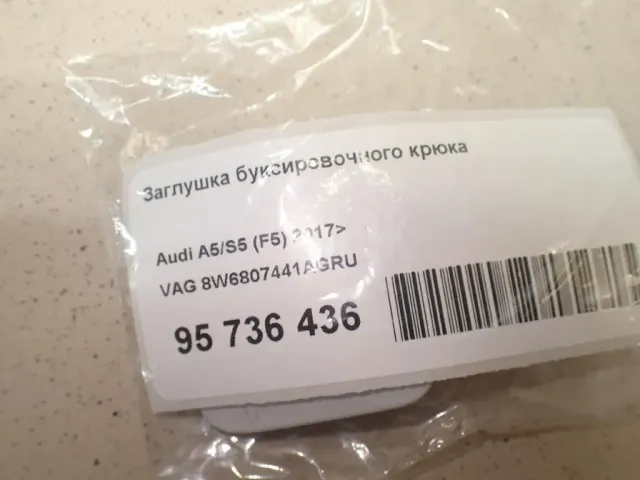 Заглушка буксировочного крюка
Audi A5/S5 (F5) 2017>
VAG 8W6807441AGRU
95 736 436